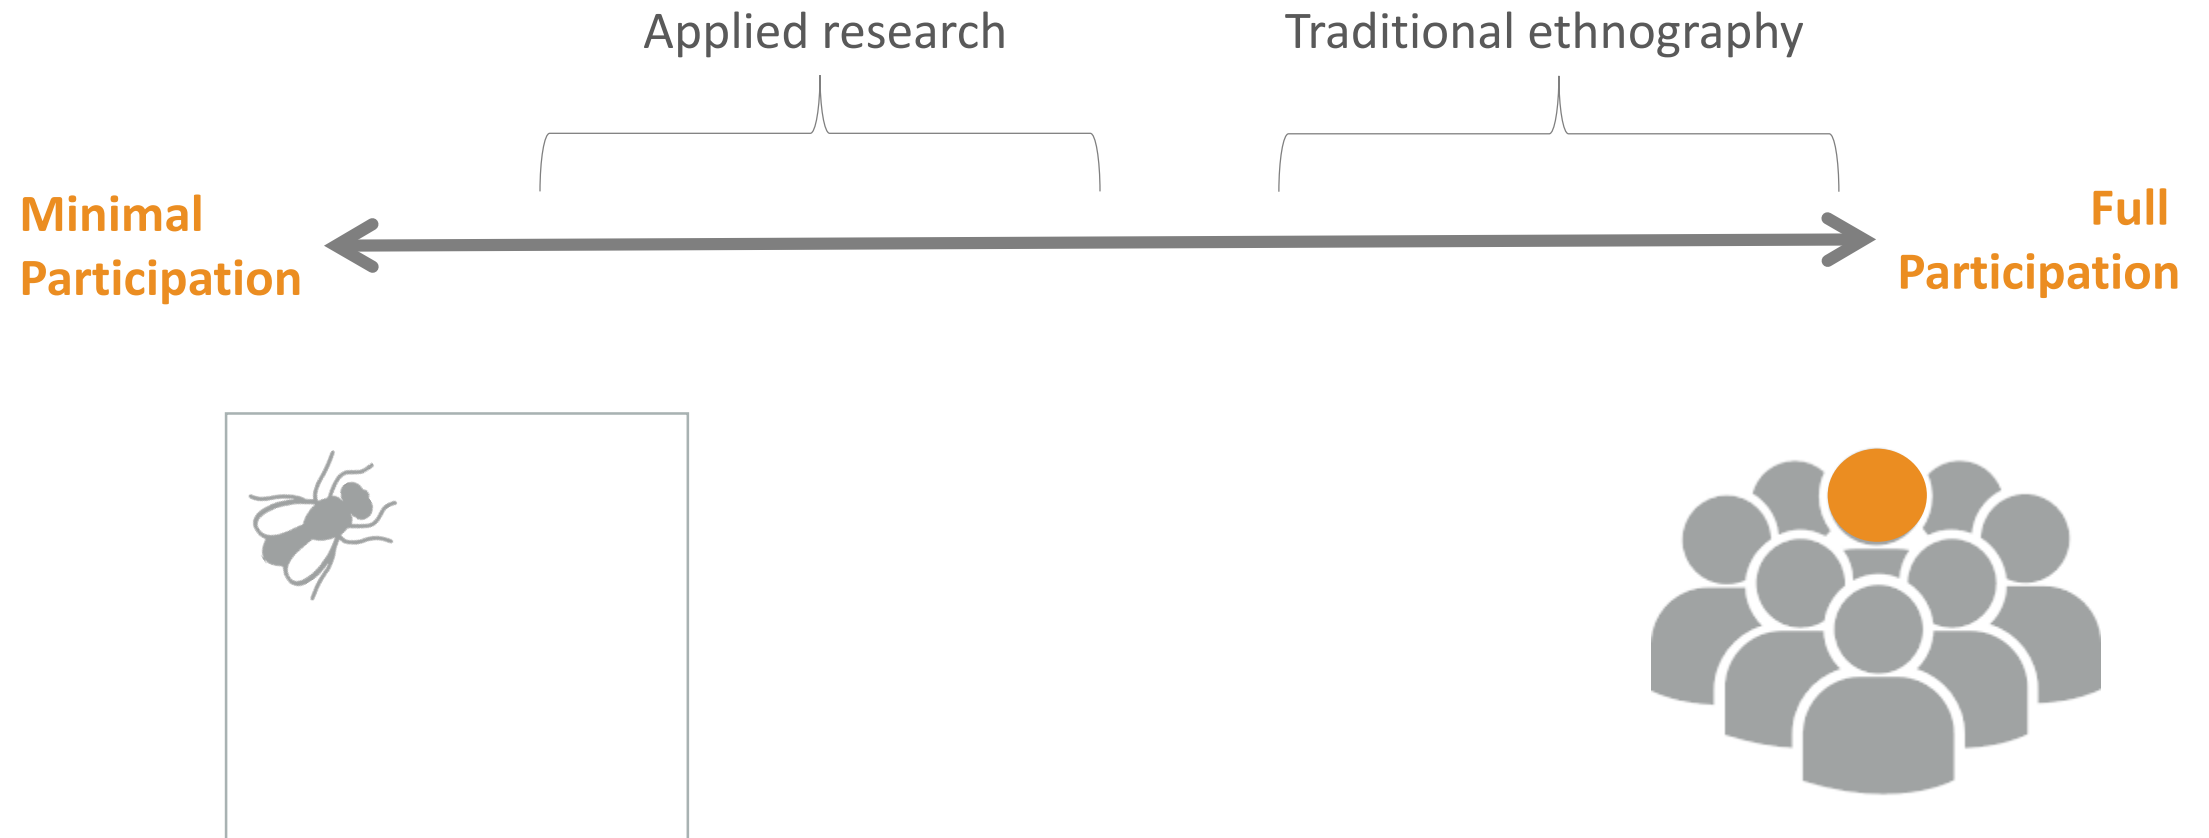 Applied research
Traditional ethnography
Minimal
Participation
Full
Participation